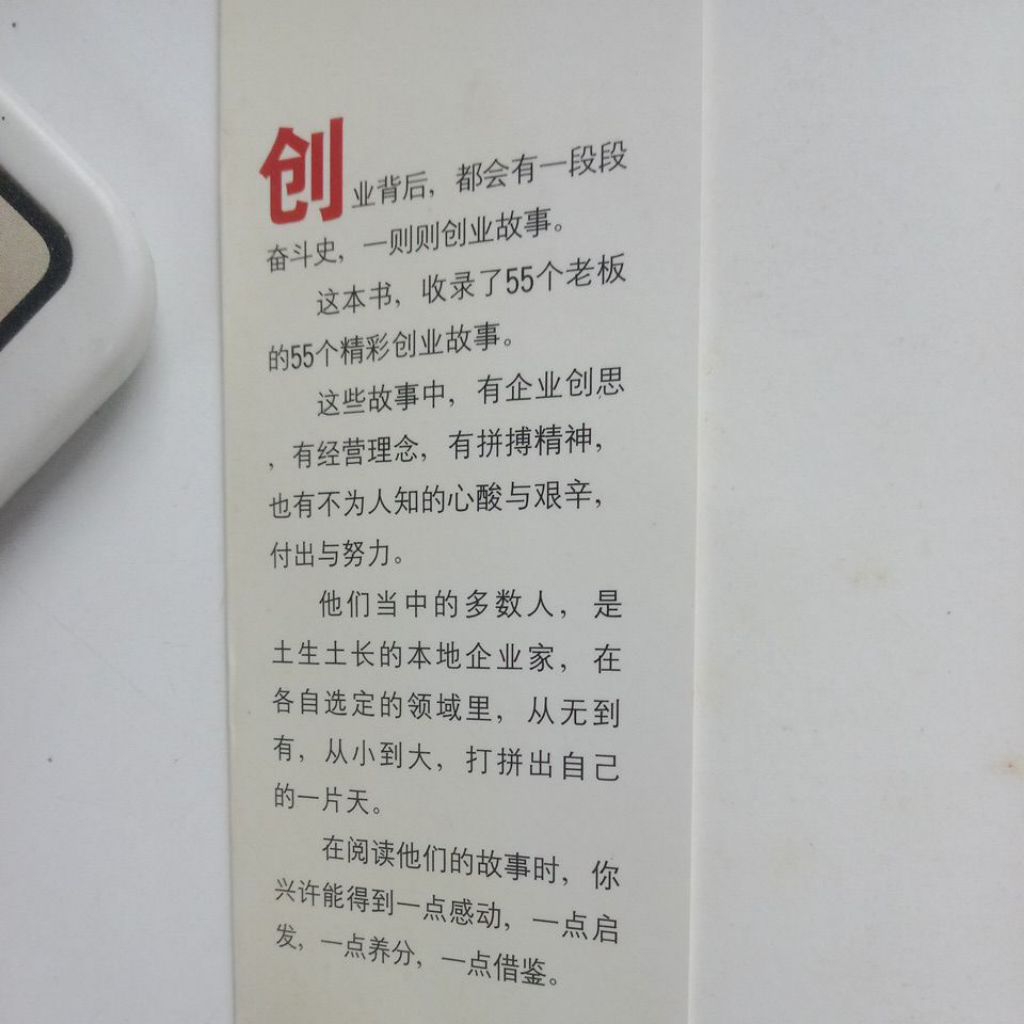 创业背后，都会有一段段
奋斗史，一则则创业故事。
这本书，收录了55个老板
的55个精彩创业故事。
这些故事中，有企业创思
，有经营理念，有拼搏精神，
也有不为人知的心酸与艰辛，
付出与努力。
他们当中的多数人，是
土生土长的本地企业家，在
各自选定的领域里，从无到
有，从小到大，打拼出自己
的一片天。
在阅读他们的故事时，你
兴许能得到一点感动，一点启
发，一点养分，一点借鉴。